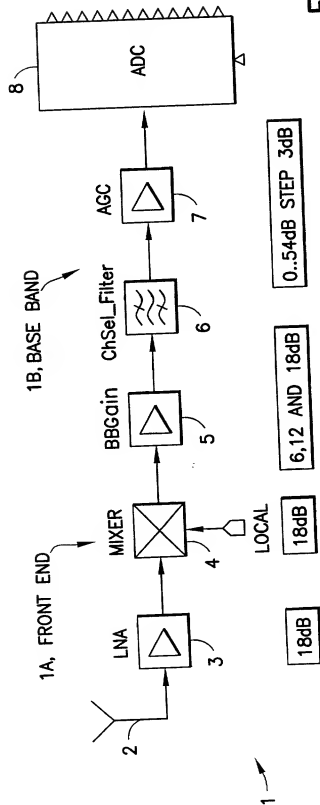 1A, FRONT END
1B, BASE BAND
LNA
MIXER
BBGain
ChSel_Filter
AGC
ADC
2
3
4
5
6
7
8
LOCAL
18dB
18dB
6,12 AND 18dB
0..54dB STEP 3dB
1